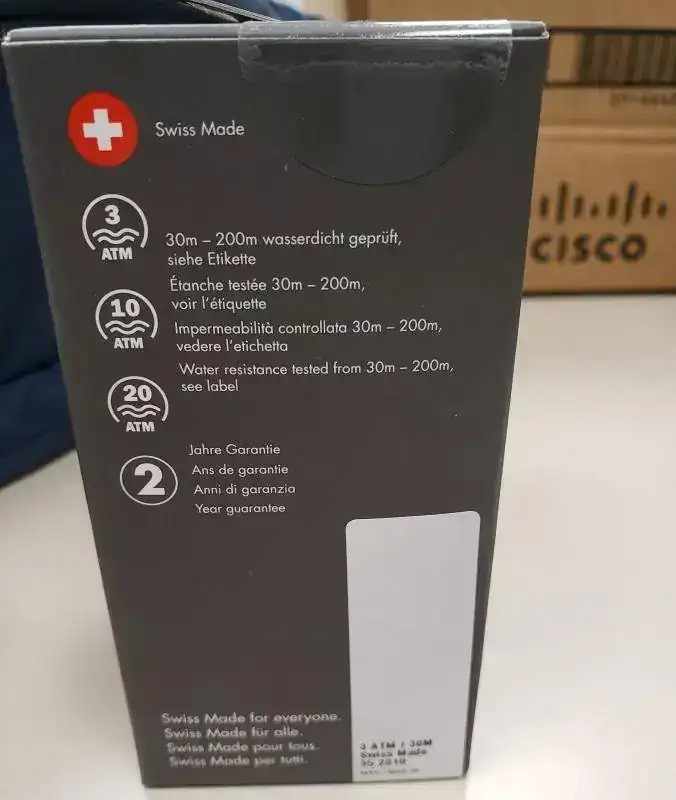 Swiss Made
3
ATM
30m – 200m wasserdicht geprüft,
siehe Etikette
Étanche testée 30m – 200m,
voir l'étiquette
10
ATM
Impermeabilità controllata 30m – 200m,
vedere l'etichetta
Water resistance tested from 30m – 200m,
see label
20
ATM
2
Jahre Garantie
Ans de garantie
Anni di garanzia
Year guarantee
Swiss Made for everyone.
Swiss Made für alle.
Swiss Made pour tous.
Swiss Made per tutti.
3 ATM / 30M
Swiss Made
35 2018
CISCO